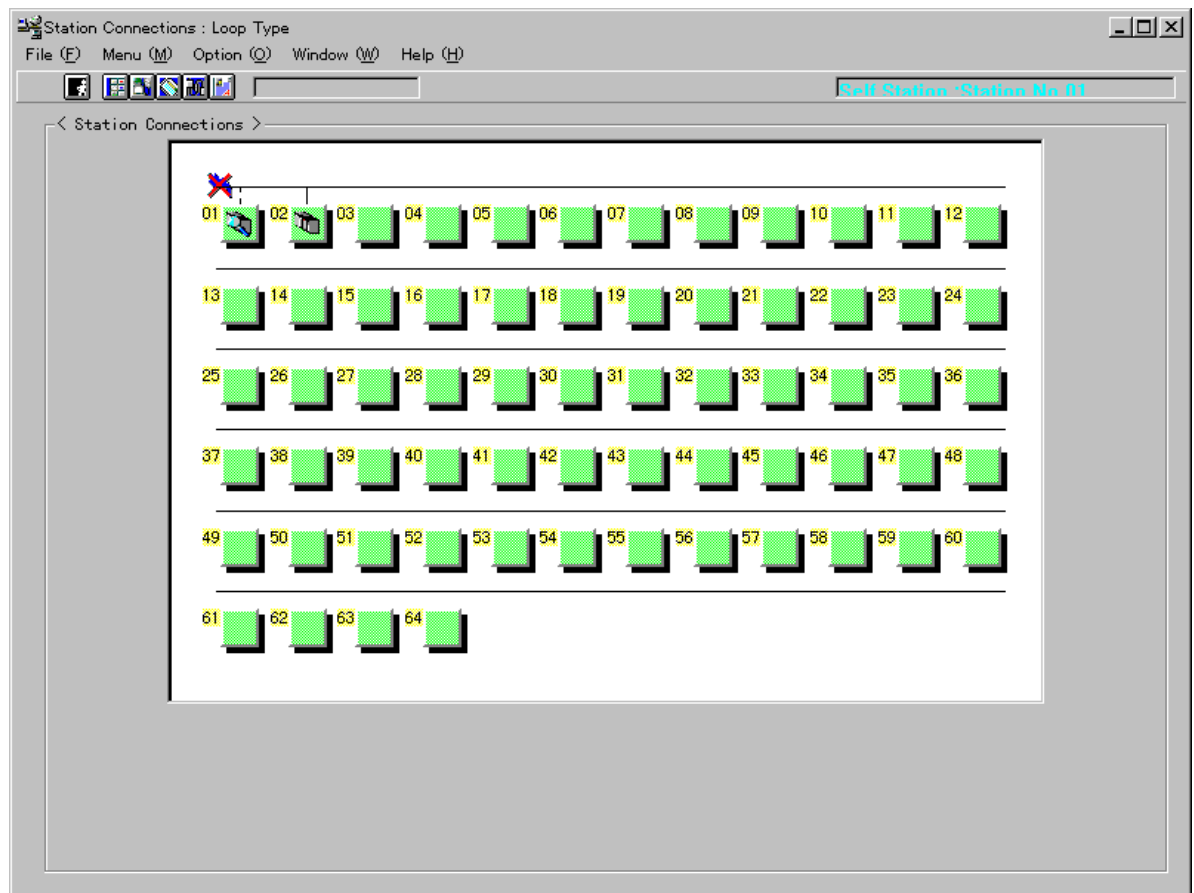 Station Connections : Loop Type
File (F) Menu (M) Option (O) Window (W) Help (H)
Self Station :Station No.01
< Station Connections >
01 02 03 04 05 06 07 08 09 10 11 12
13 14 15 16 17 18 19 20 21 22 23 24
25 26 27 28 29 30 31 32 33 34 35 36
37 38 39 40 41 42 43 44 45 46 47 48
49 50 51 52 53 54 55 56 57 58 59 60
61 62 63 64